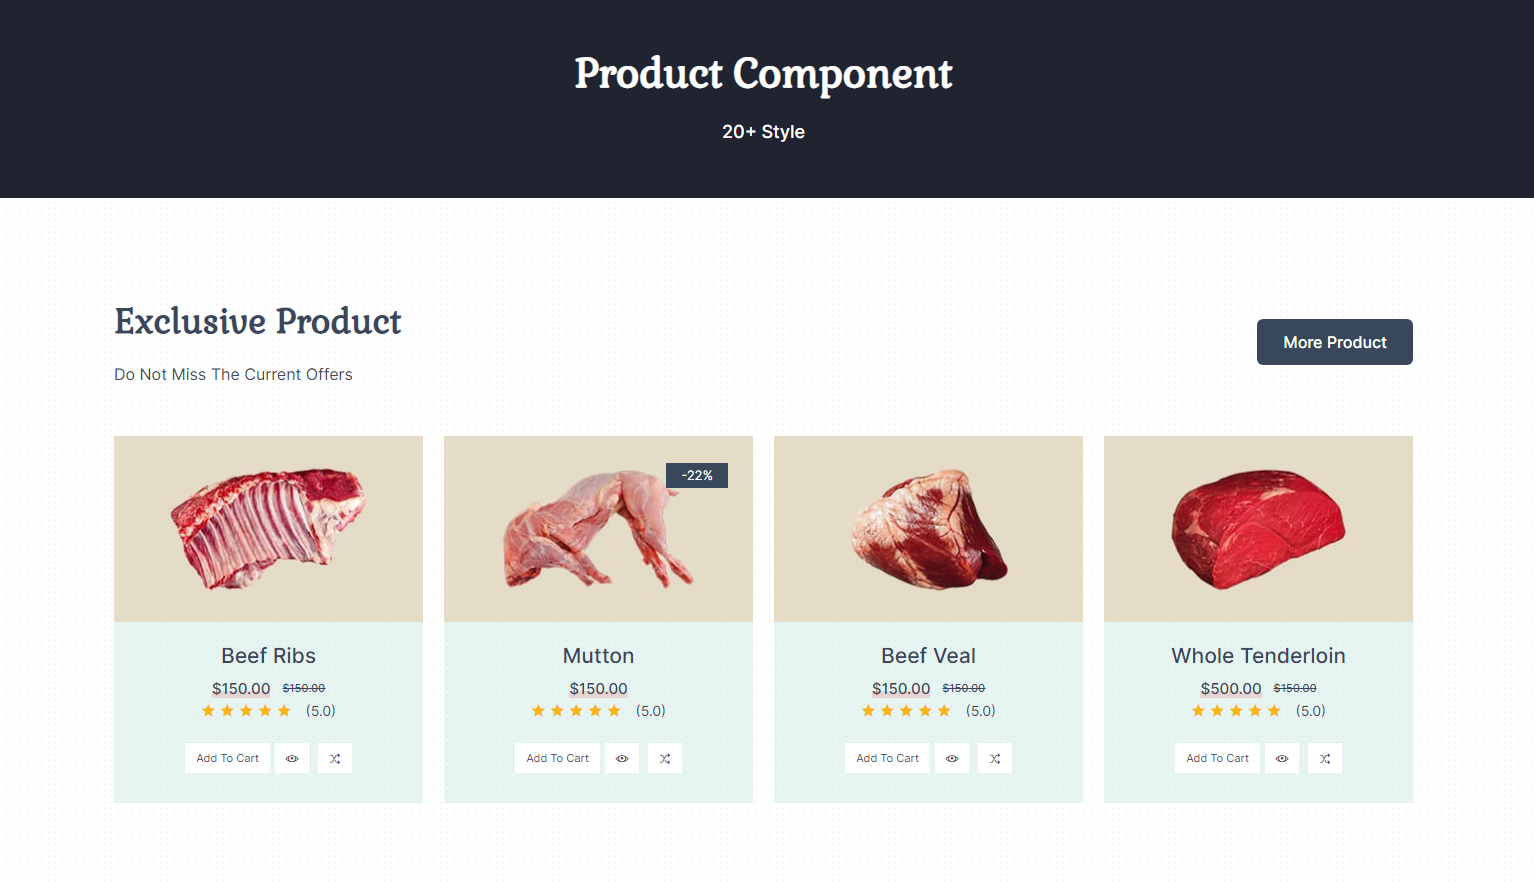 Product Component
20+ Style
Exclusive Product
Do Not Miss The Current Offers
More Product
Beef Ribs
$150.00 $150.00
(5.0)
Add To Cart
-22%
Mutton
$150.00
(5.0)
Add To Cart
Beef Veal
$150.00 $150.00
(5.0)
Add To Cart
Whole Tenderloin
$500.00 $150.00
(5.0)
Add To Cart